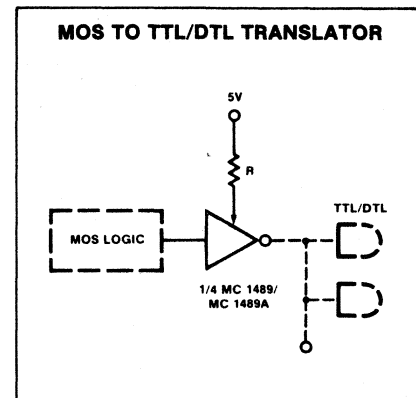 MOS TO TTL/DTL TRANSLATOR
5V
R
TTL/DTL
MOS LOGIC
1/4 MC 1489/
MC 1489A